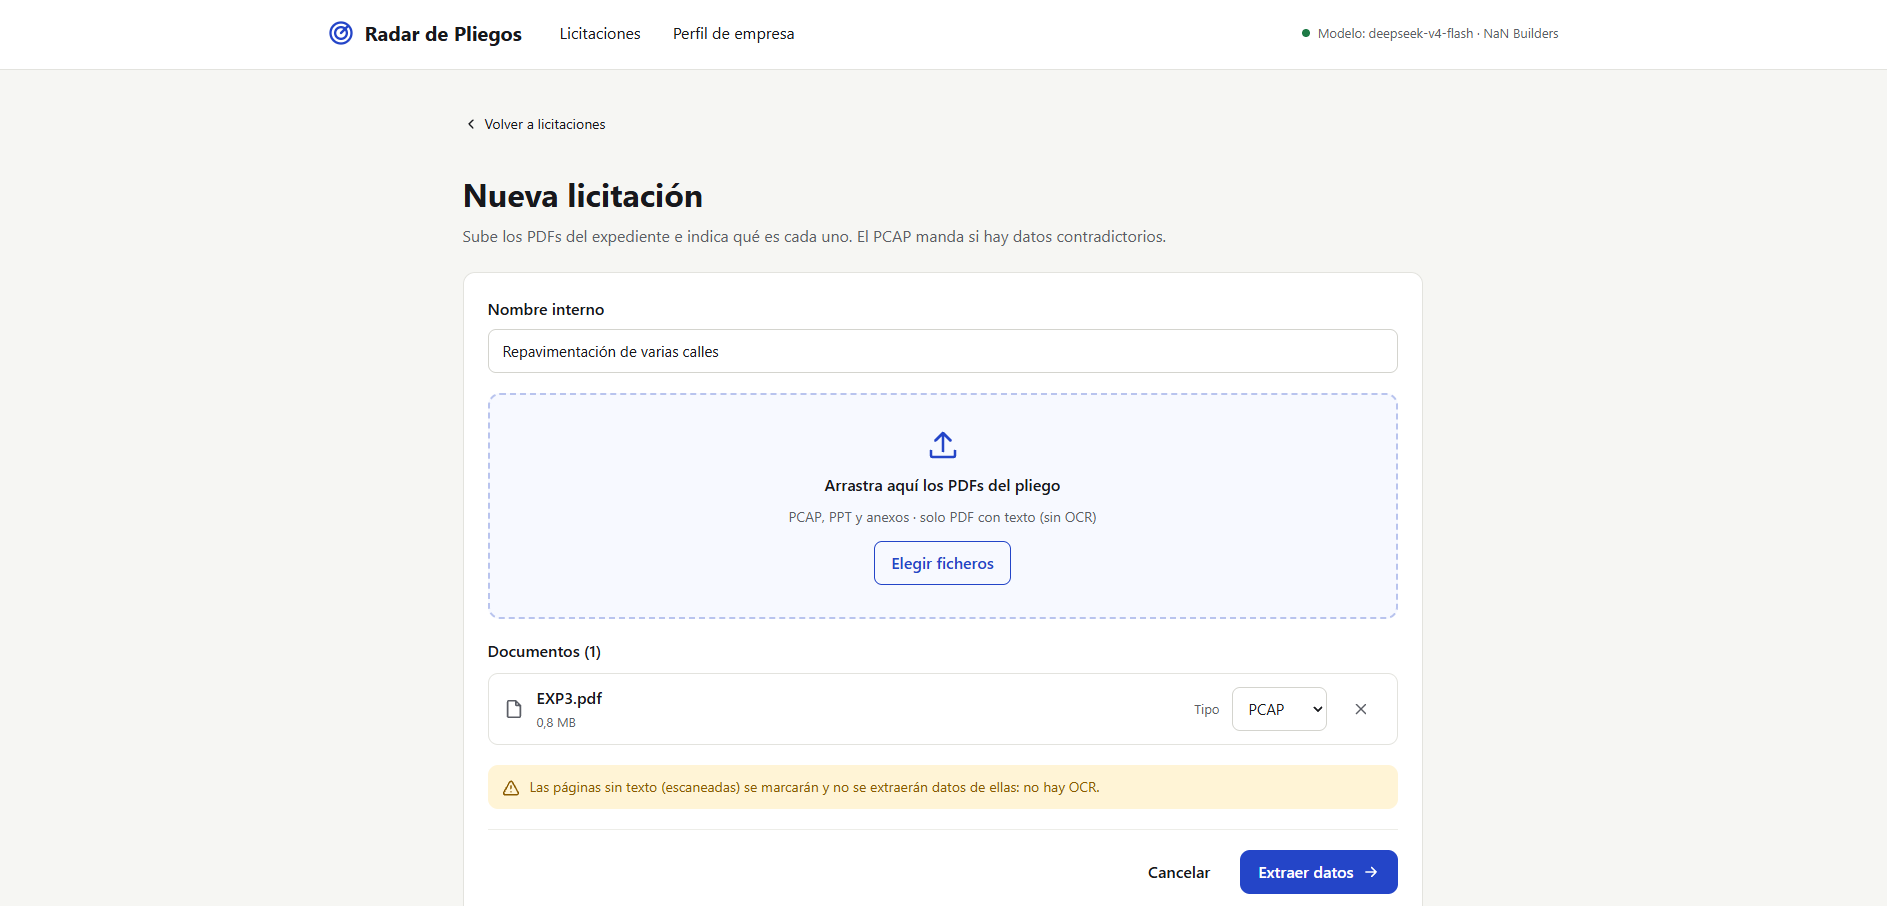 Radar de Pliegos
Licitaciones
Perfil de empresa
Modelo: deepseek-v4-flash · NaN Builders
Volver a licitaciones
Nueva licitación
Sube los PDFs del expediente e indica qué es cada uno. El PCAP manda si hay datos contradictorios.
Nombre interno
Repavimentación de varias calles
Arrastra aquí los PDFs del pliego
PCAP, PPT y anexos · solo PDF con texto (sin OCR)
Elegir ficheros
Documentos (1)
EXP3.pdf
0,8 MB
Tipo
PCAP
Las páginas sin texto (escaneadas) se marcarán y no se extraerán datos de ellas: no hay OCR.
Cancelar
Extraer datos